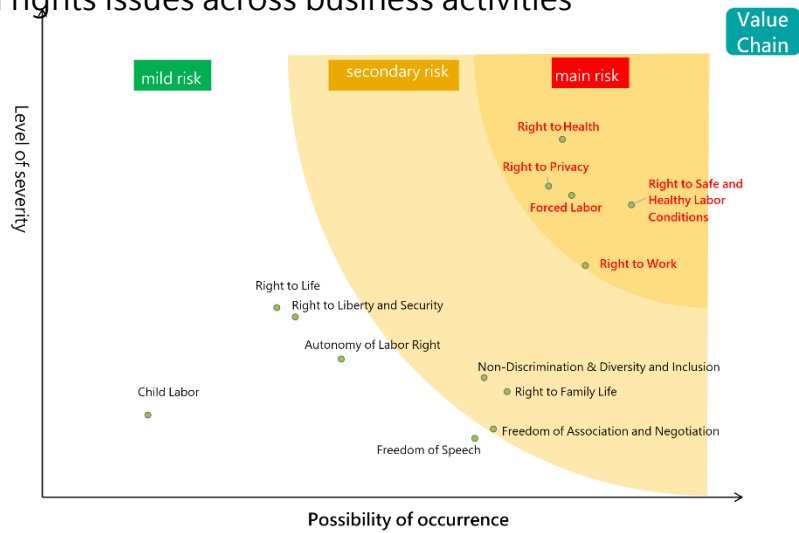 rights issues across business activities
Value
Chain
mild risk
secondary risk
main risk
Level of severity
Right to Health
Right to Privacy
Forced Labor
Right to Safe and
Healthy Labor
Conditions
Right to Work
Right to Life
Right to Liberty and Security
Autonomy of Labor Right
Non-Discrimination & Diversity and Inclusion
Right to Family Life
Child Labor
Freedom of Association and Negotiation
Freedom of Speech
Possibility of occurrence